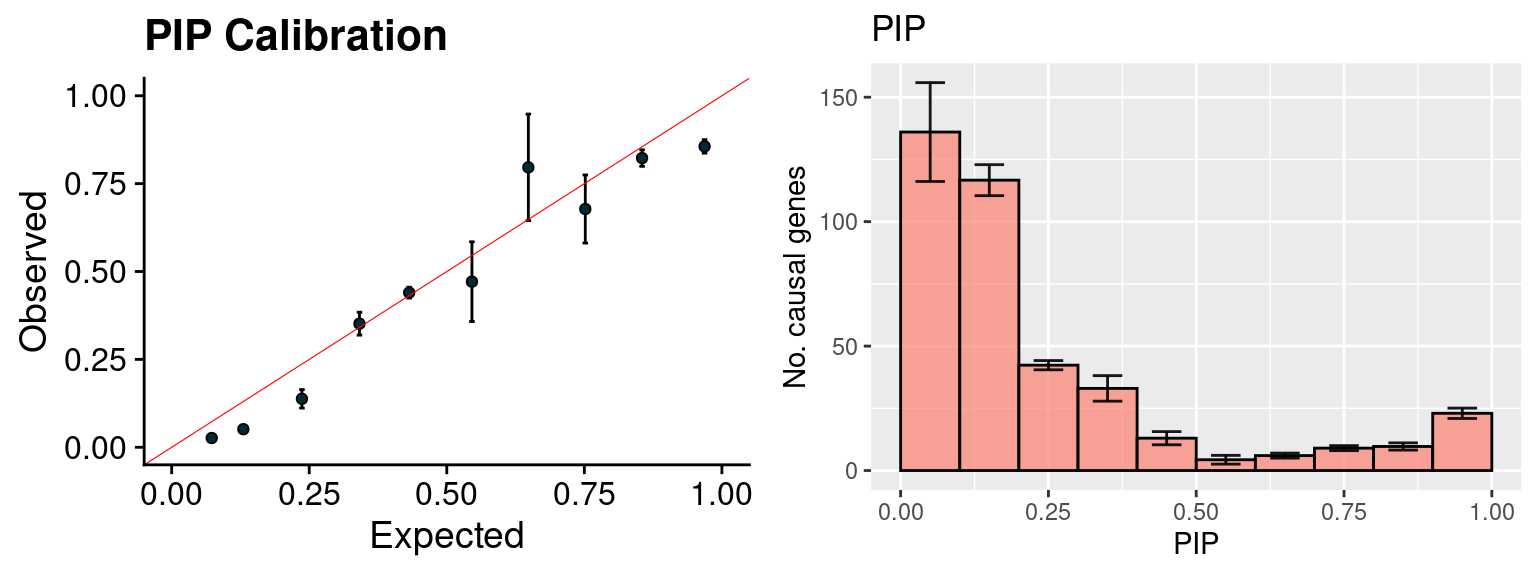 PIP Calibration
Observed
1.00
0.75
0.50
0.25
0.00
0.00 0.25 0.50 0.75 1.00
Expected
PIP
No. causal genes
150
100
50
0
0.00 0.25 0.50 0.75 1.00
PIP